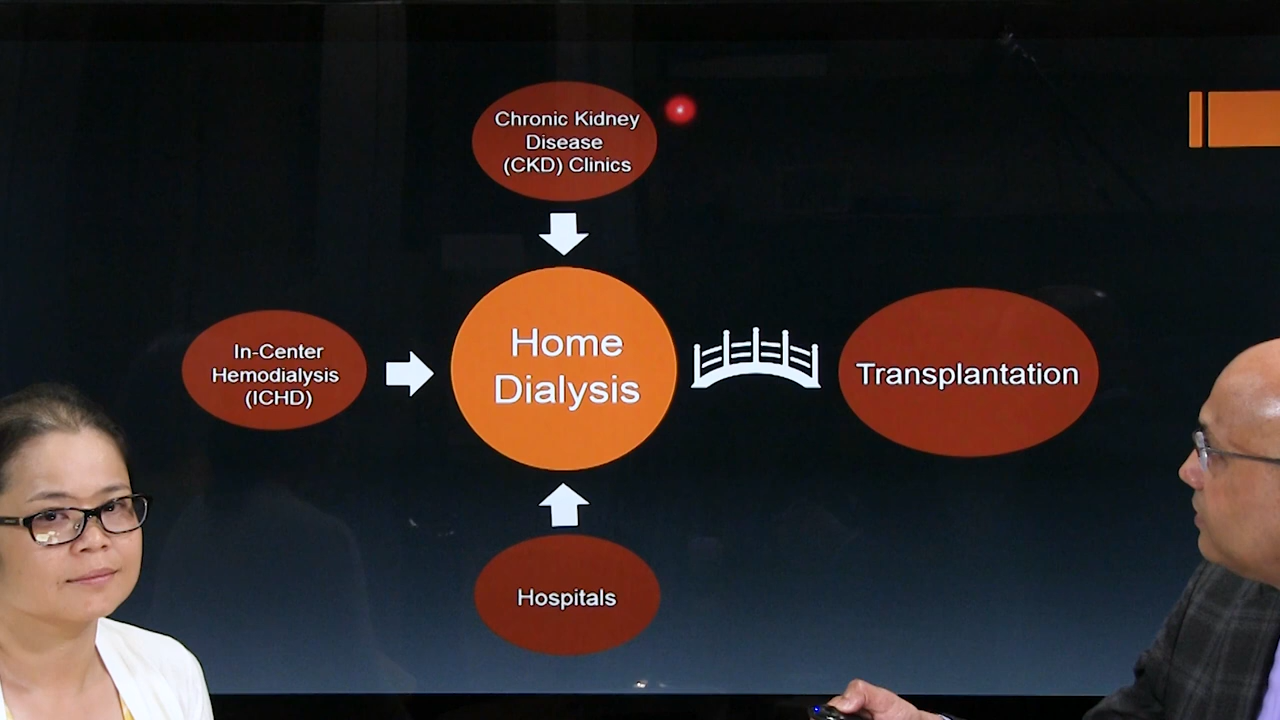 Chronic Kidney
Disease
(CKD) Clinics
In-Center
Hemodialysis
(ICHD)
Home
Dialysis
Transplantation
Hospitals